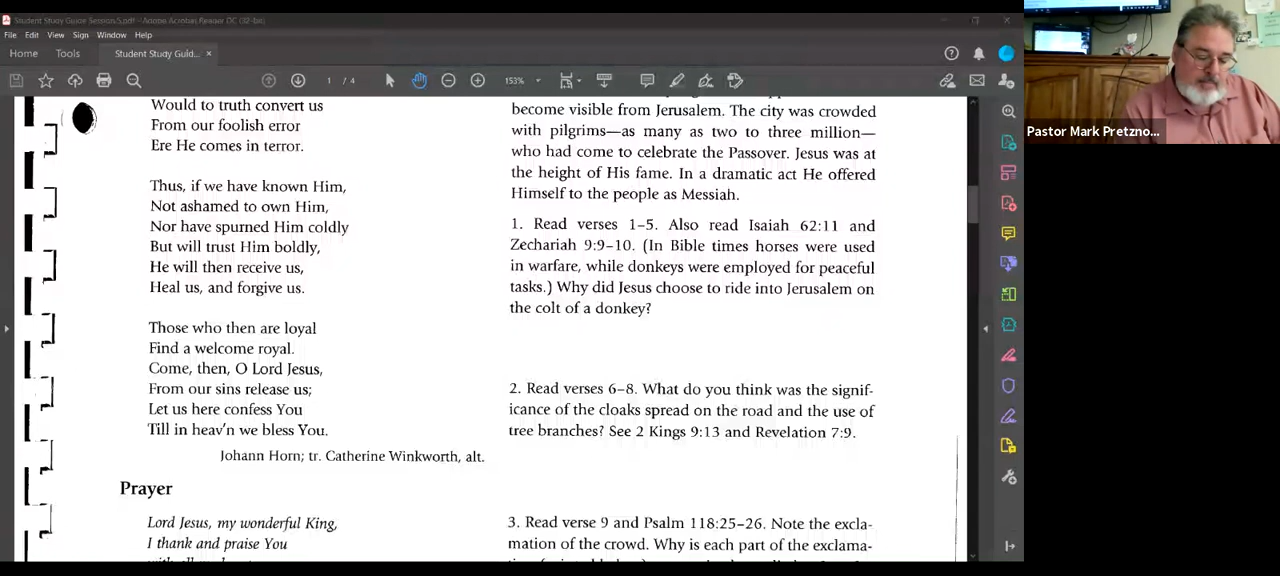 Student Study Guide Session 5.pdf - Adobe Acrobat Reader DC (32-bit)
File Edit View Sign Window Help
Home Tools Student Study Guid... ×
1 / 4 153%
Would to truth convert us
From our foolish error
Ere He comes in terror.
Thus, if we have known Him,
Not ashamed to own Him,
Nor have spurned Him coldly
But will trust Him boldly,
He will then receive us,
Heal us, and forgive us.
Those who then are loyal
Find a welcome royal.
Come, then, O Lord Jesus,
From our sins release us;
Let us here confess You
Till in heav'n we bless You.
Johann Horn; tr. Catherine Winkworth, alt.
Prayer
Lord Jesus, my wonderful King,
I thank and praise You
become visible from Jerusalem. The city was crowded
with pilgrims—as many as two to three million—
who had come to celebrate the Passover. Jesus was at
the height of His fame. In a dramatic act He offered
Himself to the people as Messiah.
1. Read verses 1–5. Also read Isaiah 62:11 and
Zechariah 9:9–10. (In Bible times horses were used
in warfare, while donkeys were employed for peaceful
tasks.) Why did Jesus choose to ride into Jerusalem on
the colt of a donkey?
2. Read verses 6–8. What do you think was the signif-
icance of the cloaks spread on the road and the use of
tree branches? See 2 Kings 9:13 and Revelation 7:9.
3. Read verse 9 and Psalm 118:25–26. Note the excla-
mation of the crowd. Why is each part of the exclama-
Pastor Mark Pretzno...